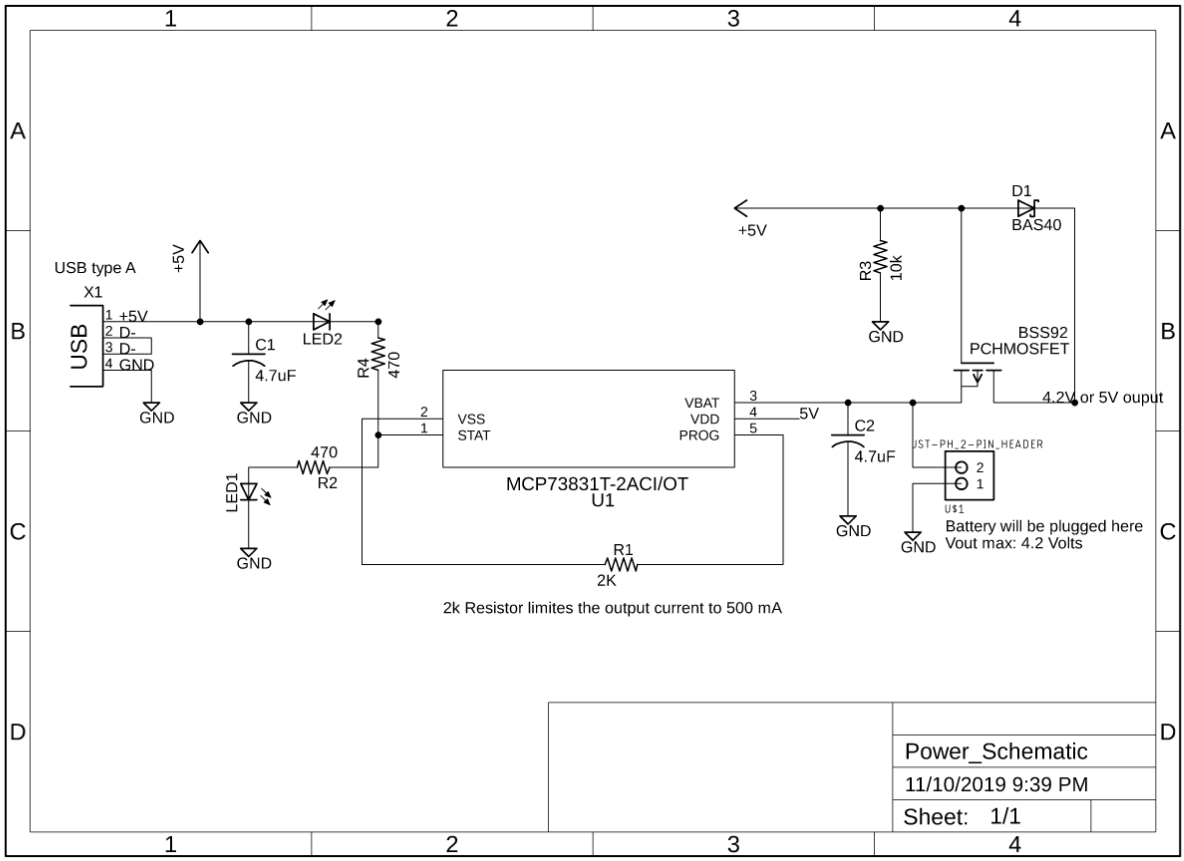 1 2 3 4
A A
D1
BAS40
+5V
+5V
R3
10k
USB type A
X1
1 +5V
2 D-
3 D-
4 GND
USB
B B
LED2
C1
4.7uF
R4
470
GND
GND
GND
BSS92
PCHMOSFET
4.2V or 5V ouput
2 VSS
1 STAT
VBAT 3
VDD 4 5V
PROG 5
MCP73831T-2ACI/OT
U1
C2
4.7uF
JST-PH_2-PIN_HEADER
2
1
U$1
470
R2
LED1
GND
GND
GND
Battery will be plugged here
Vout max: 4.2 Volts
C C
R1
2K
2k Resistor limites the output current to 500 mA
D D
Power_Schematic
11/10/2019 9:39 PM
Sheet: 1/1
1 2 3 4